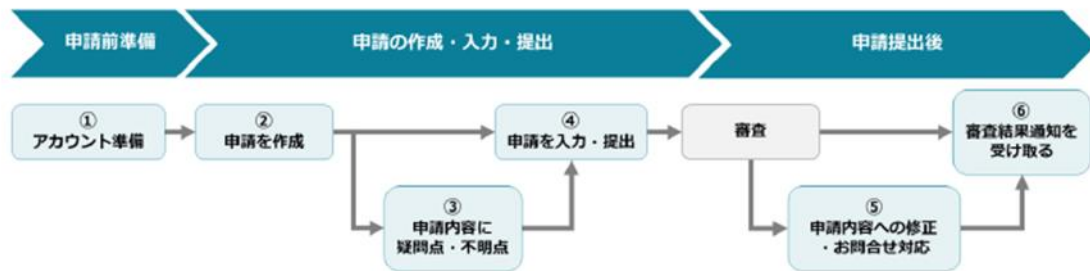 申請前準備
申請の作成・入力・提出
申請提出後
①
アカウント準備
②
申請を作成
④
申請を入力・提出
審査
⑥
審査結果通知を
受け取る
③
申請内容に
疑問点・不明点
⑤
申請内容への修正
・お問合せ対応